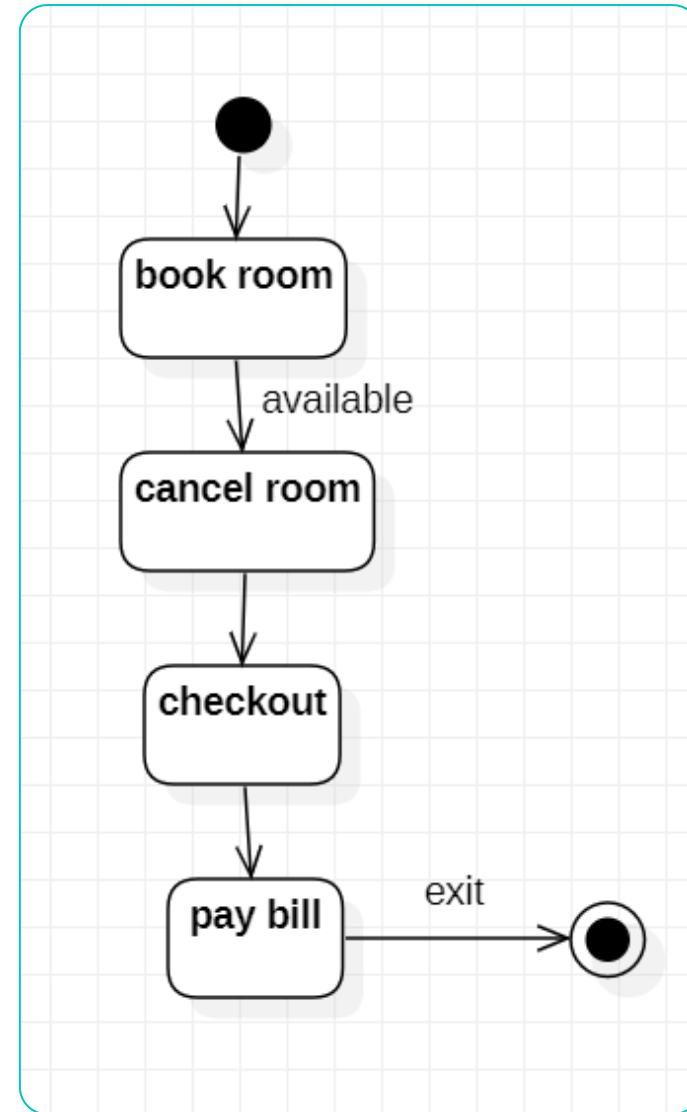 book room
available
cancel room
checkout
pay bill
exit